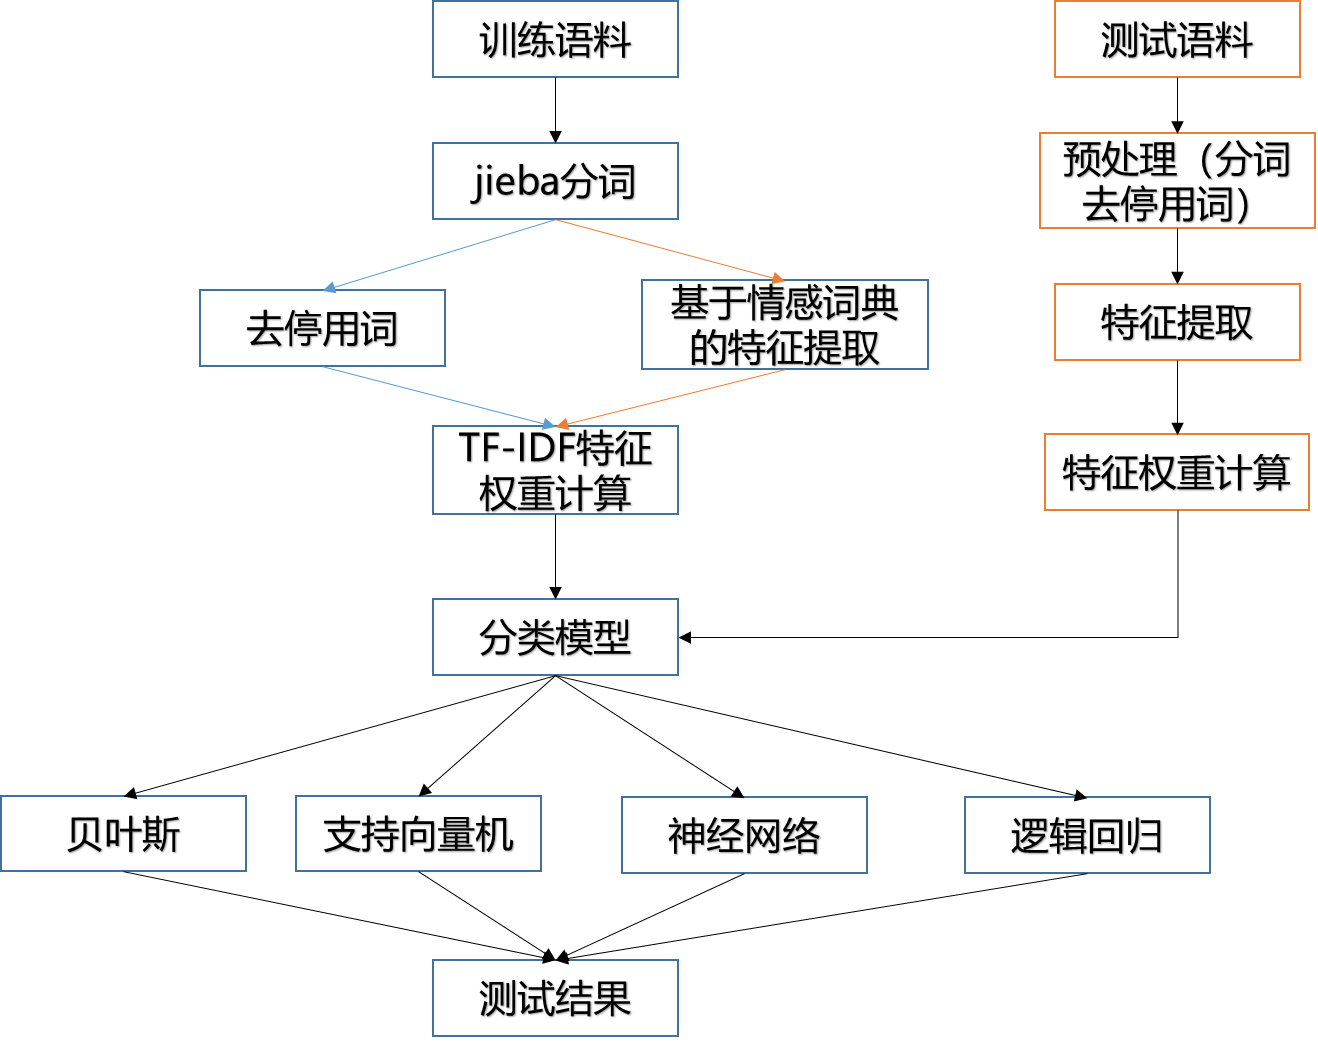 训练语料
测试语料
jieba分词
预处理（分词
去停用词）
去停用词
基于情感词典
的特征提取
特征提取
TF-IDF特征
权重计算
特征权重计算
分类模型
贝叶斯
支持向量机
神经网络
逻辑回归
测试结果